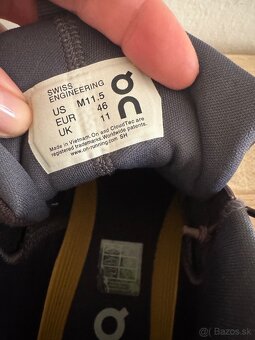 SWISS
ENGINEERING
US M11.5
EUR 46
UK 11
on
Made in Vietnam. On and CloudTec are
registered trademarks. Worldwide patents.
www.on-running.com SH
Bazos.sk